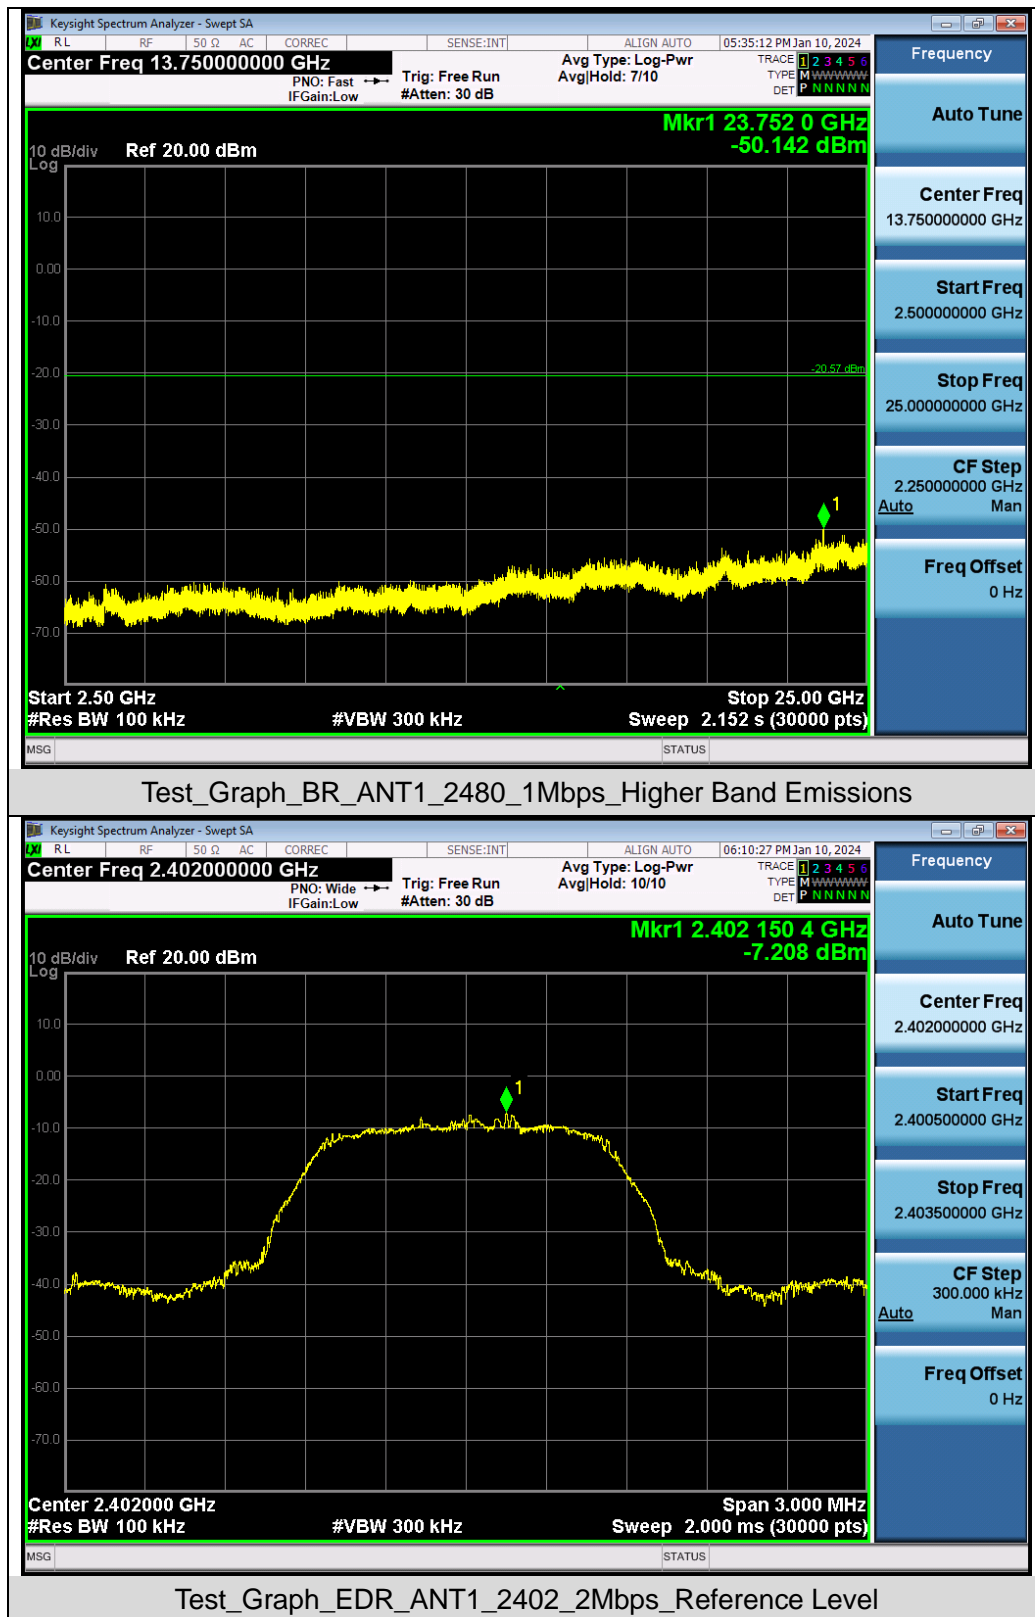 Keysight Spectrum Analyzer - Swept SA
LXI RL RF 50 Ω AC CORREC SENSE:INT ALIGN AUTO 05:35:12 PM Jan 10, 2024
Center Freq 13.750000000 GHz Avg Type: Log-Pwr TRACE 1 2 3 4 5 6
PNO: Fast Trig: Free Run Avg|Hold: 7/10 TYPE M WWWWW
IFGain:Low #Atten: 30 dB DET P N N N N N
Mkr1 23.752 0 GHz
-50.142 dBm
10 dB/div Ref 20.00 dBm
Log
10.0
0.00
-10.0
-20.0
-20.57 dBm
-30.0
-40.0
-50.0
1
-60.0
-70.0
Start 2.50 GHz Stop 25.00 GHz
#Res BW 100 kHz #VBW 300 kHz Sweep 2.152 s (30000 pts)
MSG STATUS
Frequency
Auto Tune
Center Freq
13.750000000 GHz
Start Freq
2.500000000 GHz
Stop Freq
25.000000000 GHz
CF Step
2.250000000 GHz
Auto Man
Freq Offset
0 Hz
Test_Graph_BR_ANT1_2480_1Mbps_Higher Band Emissions
Keysight Spectrum Analyzer - Swept SA
LXI RL RF 50 Ω AC CORREC SENSE:INT ALIGN AUTO 06:10:27 PM Jan 10, 2024
Center Freq 2.402000000 GHz Avg Type: Log-Pwr TRACE 1 2 3 4 5 6
PNO: Wide Trig: Free Run Avg|Hold: 10/10 TYPE M WWWWW
IFGain:Low #Atten: 30 dB DET P N N N N N
Mkr1 2.402 150 4 GHz
-7.208 dBm
10 dB/div Ref 20.00 dBm
Log
10.0
0.00
1
-10.0
-20.0
-30.0
-40.0
-50.0
-60.0
-70.0
Center 2.402000 GHz Span 3.000 MHz
#Res BW 100 kHz #VBW 300 kHz Sweep 2.000 ms (30000 pts)
MSG STATUS
Frequency
Auto Tune
Center Freq
2.402000000 GHz
Start Freq
2.400500000 GHz
Stop Freq
2.403500000 GHz
CF Step
300.000 kHz
Auto Man
Freq Offset
0 Hz
Test_Graph_EDR_ANT1_2402_2Mbps_Reference Level